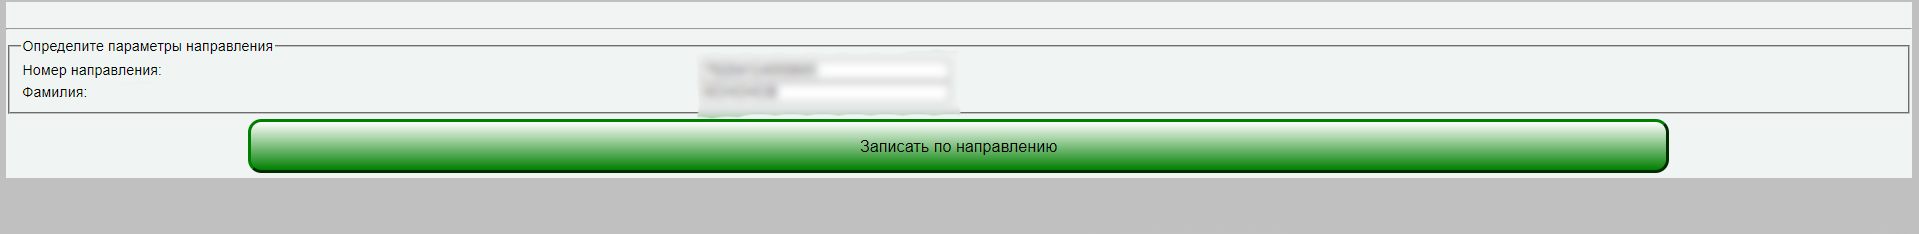 Определите параметры направления
Номер направления:
Фамилия:
Записать по направлению